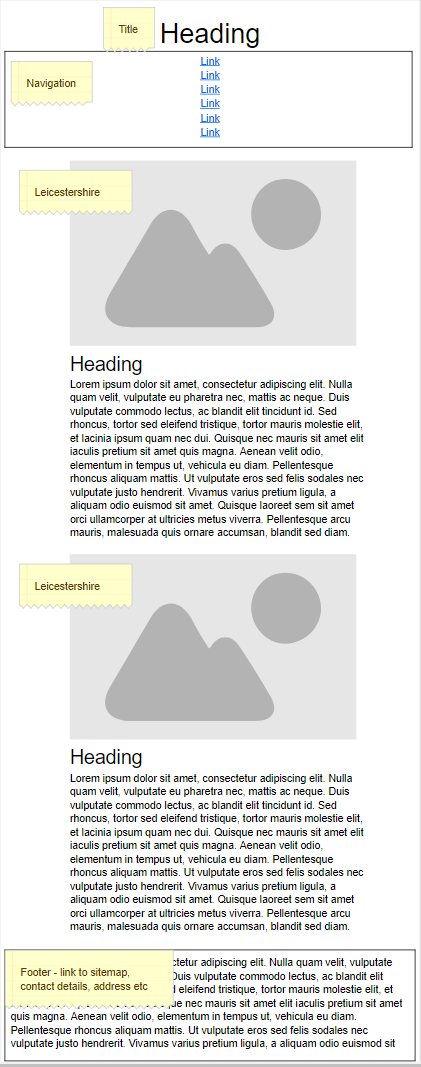 Title
Heading
Navigation
Link
Link
Link
Link
Link
Link
Leicestershire
Heading
Lorem ipsum dolor sit amet, consectetur adipiscing elit. Nulla
quam velit, vulputate eu pharetra nec, mattis ac neque. Duis
vulputate commodo lectus, ac blandit elit tincidunt id. Sed
rhoncus, tortor sed eleifend tristique, tortor mauris molestie elit,
et lacinia ipsum quam nec dui. Quisque nec mauris sit amet elit
iaculis pretium sit amet quis magna. Aenean velit odio,
elementum in tempus ut, vehicula eu diam. Pellentesque
rhoncus aliquam mattis. Ut vulputate eros sed felis sodales nec
vulputate justo hendrerit. Vivamus varius pretium ligula, a
aliquam odio euismod sit amet. Quisque laoreet sem sit amet
orci ullamcorper at ultricies metus viverra. Pellentesque arcu
mauris, malesuada quis ornare accumsan, blandit sed diam.
Leicestershire
Heading
Lorem ipsum dolor sit amet, consectetur adipiscing elit. Nulla
quam velit, vulputate eu pharetra nec, mattis ac neque. Duis
vulputate commodo lectus, ac blandit elit tincidunt id. Sed
rhoncus, tortor sed eleifend tristique, tortor mauris molestie elit,
et lacinia ipsum quam nec dui. Quisque nec mauris sit amet elit
iaculis pretium sit amet quis magna. Aenean velit odio,
elementum in tempus ut, vehicula eu diam. Pellentesque
rhoncus aliquam mattis. Ut vulputate eros sed felis sodales nec
vulputate justo hendrerit. Vivamus varius pretium ligula, a
aliquam odio euismod sit amet. Quisque laoreet sem sit amet
orci ullamcorper at ultricies metus viverra. Pellentesque arcu
mauris, malesuada quis ornare accumsan, blandit sed diam.
Footer - link to sitemap,
contact details, address etc
adipiscing elit. Nulla quam velit, vulputate
Duis vulputate commodo lectus, ac blandit elit
eleifend tristique, tortor mauris molestie elit, et
nec mauris sit amet elit iaculis pretium sit amet
quis magna. Aenean velit odio, elementum in tempus ut, vehicula eu diam.
Pellentesque rhoncus aliquam mattis. Ut vulputate eros sed felis sodales nec
vulputate justo hendrerit. Vivamus varius pretium ligula, a aliquam odio euismod sit